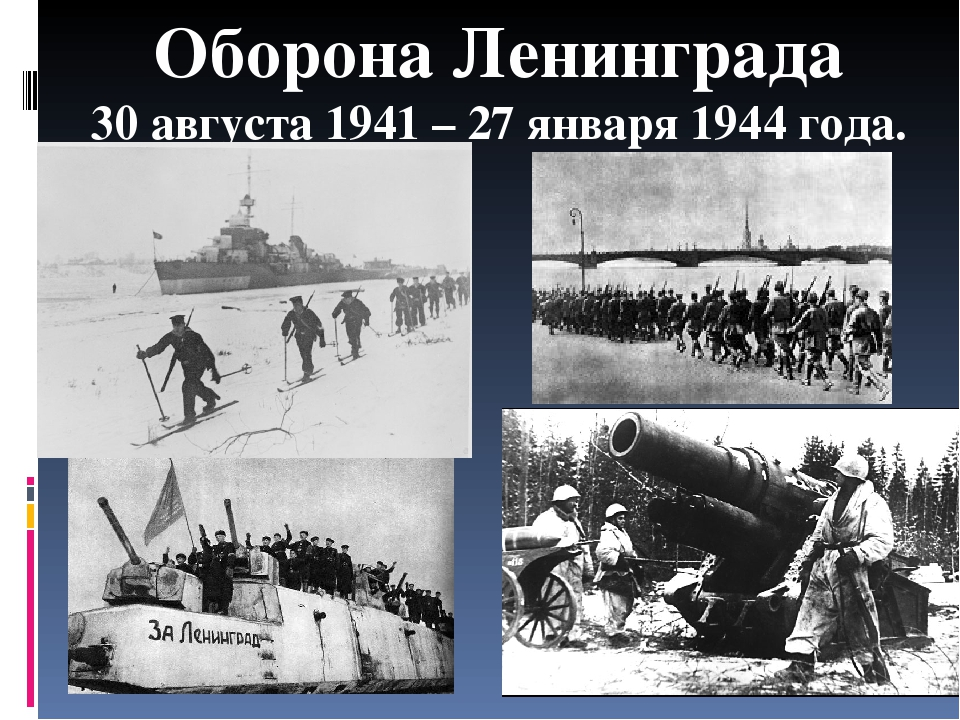 Оборона Ленинграда
30 августа 1941 – 27 января 1944 года.
За Ленинград